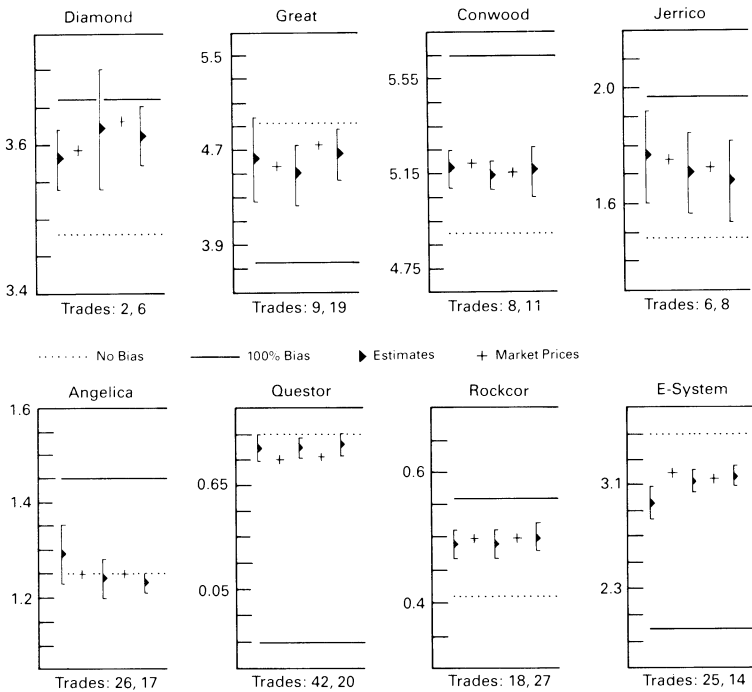 Diamond
3.6
3.4
Trades: 2, 6
Great
5.5
4.7
3.9
Trades: 9, 19
Conwood
5.55
5.15
4.75
Trades: 8, 11
Jerrico
2.0
1.6
Trades: 6, 8
No Bias
100% Bias
Estimates
Market Prices
Angelica
1.6
1.4
1.2
Trades: 26, 17
Questor
0.65
0.05
Trades: 42, 20
Rockcor
0.6
0.4
Trades: 18, 27
E-System
3.1
2.3
Trades: 25, 14